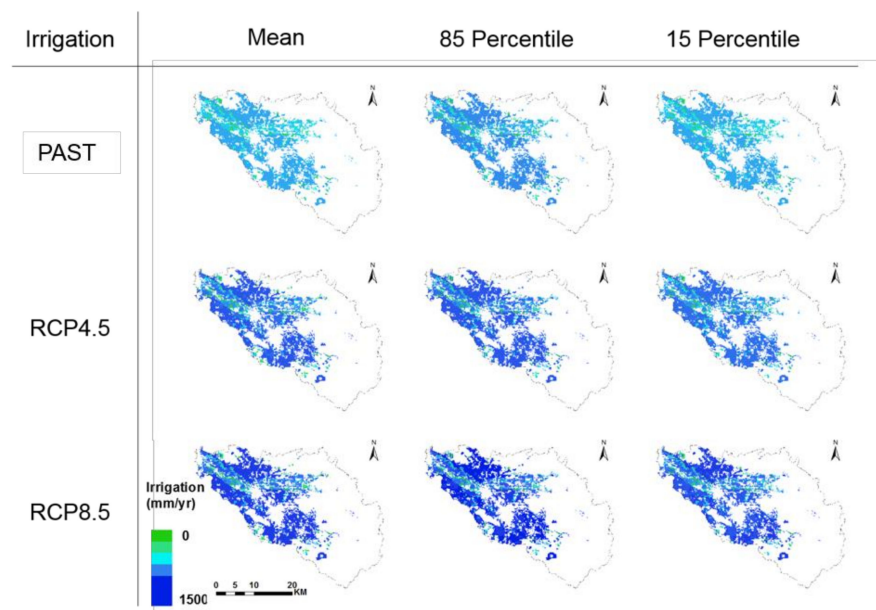 Irrigation Mean 85 Percentile 15 Percentile
N N N
PAST
N N N
RCP4.5
N N N
RCP8.5
Irrigation
(mm/yr)
0
1500
0 5 10 20
KM